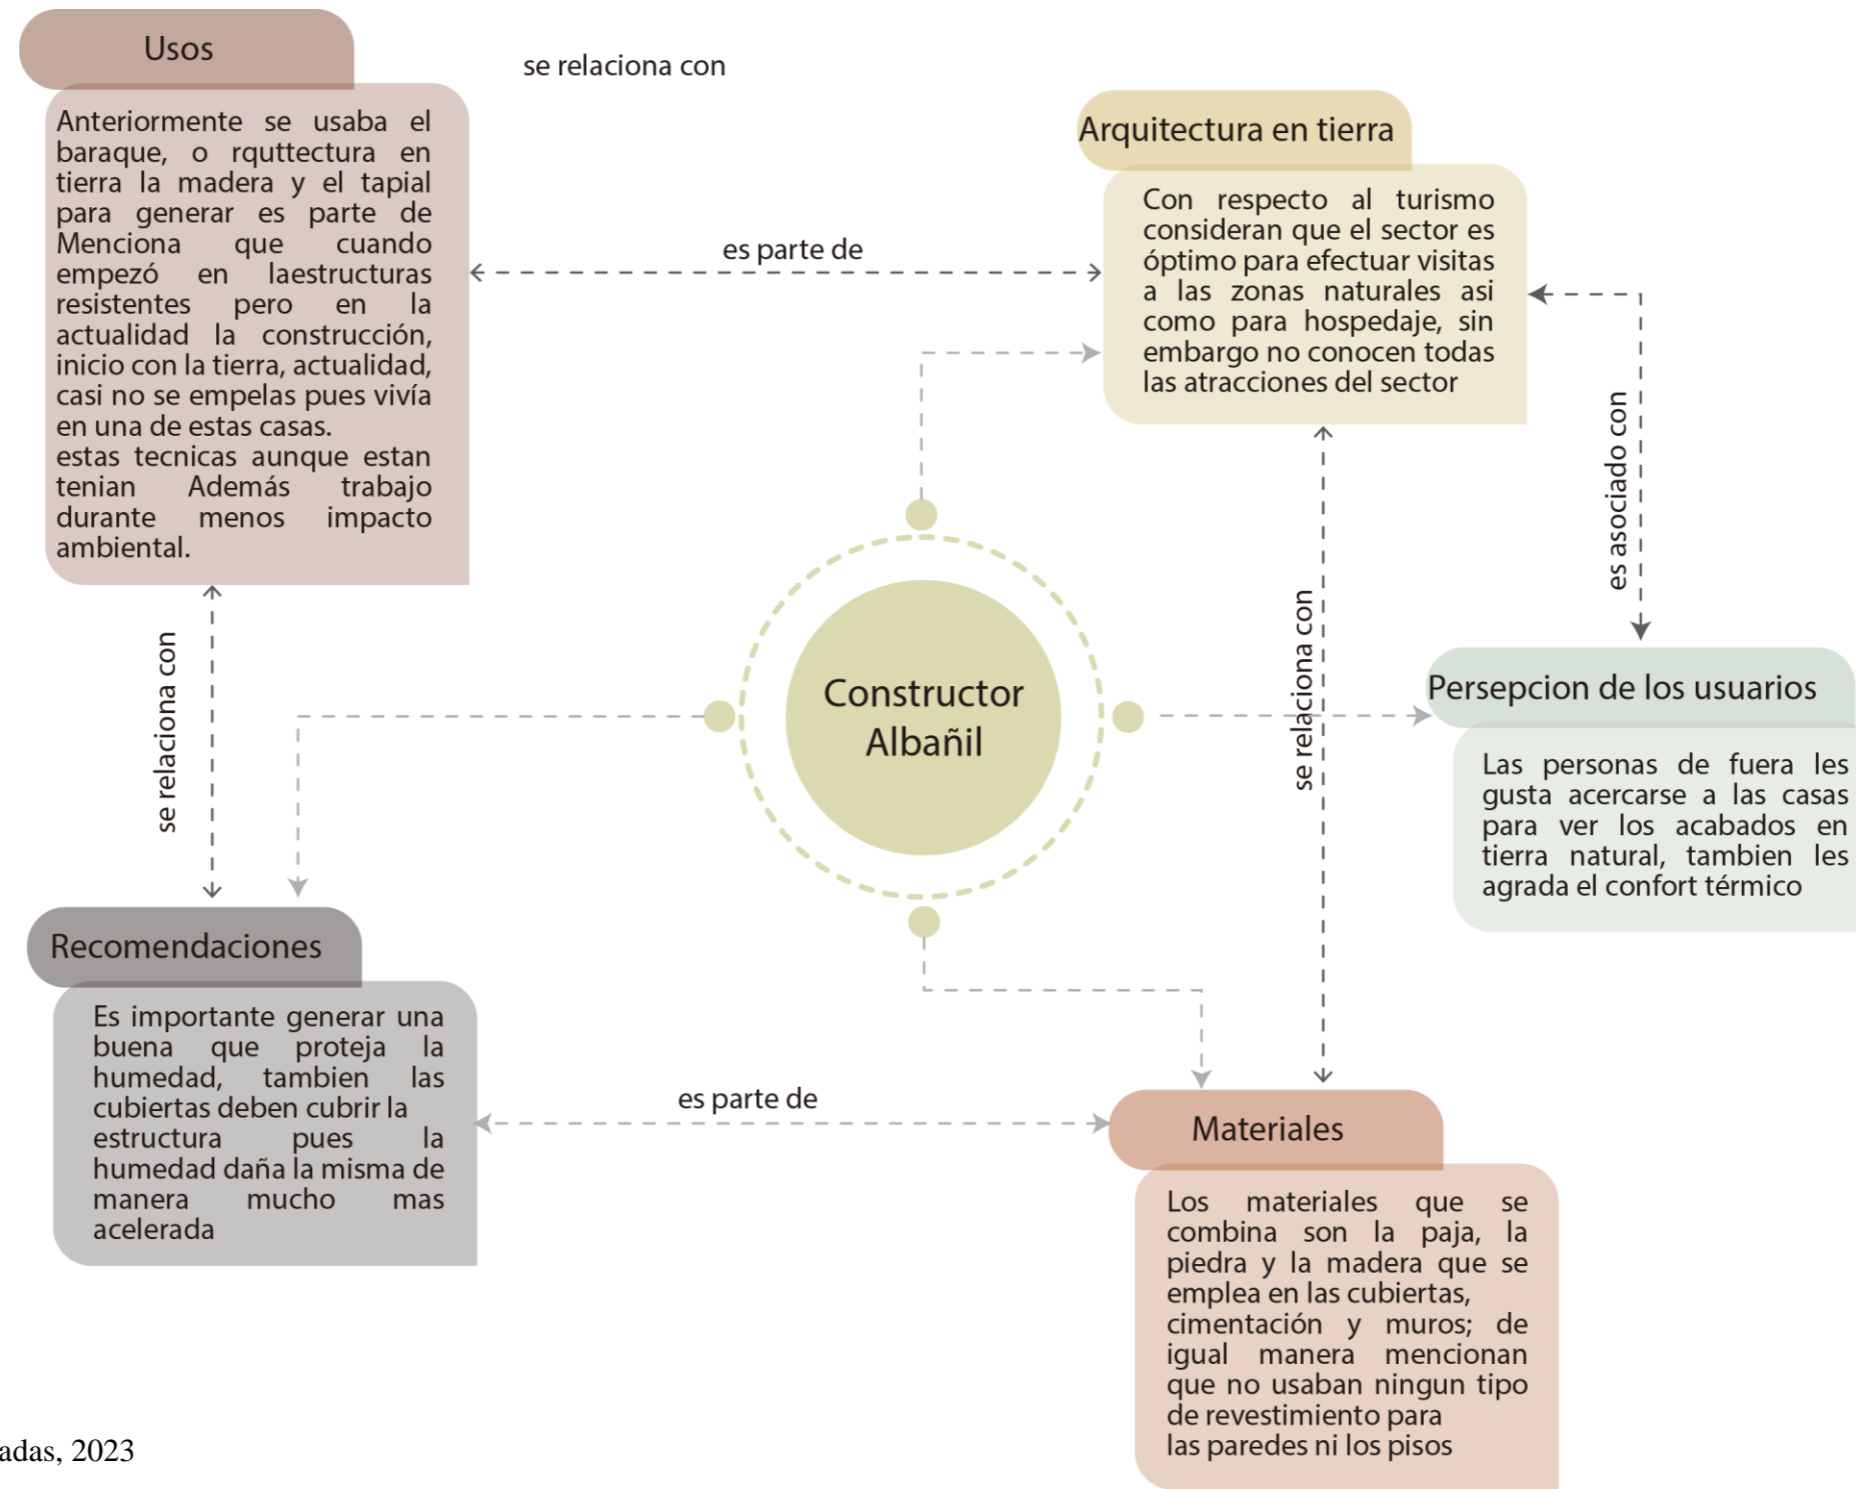 Usos
Anteriormente se usaba el
baraque, o rquttectura en
tierra la madera y el tapial
para generar es parte de
Menciona que cuando
empezó en laestructuras
resistentes pero en la
actualidad la construcción,
inicio con la tierra, actualidad,
casi no se empelas pues vivía
en una de estas casas.
estas tecnicas aunque estan
tenian Además trabajo
durante menos impacto
ambiental.
se relaciona con
es parte de
Arquitectura en tierra
Con respecto al turismo
consideran que el sector es
óptimo para efectuar visitas
a las zonas naturales asi
como para hospedaje, sin
embargo no conocen todas
las atracciones del sector
es asociado con
se relaciona con
se relaciona con
Constructor
Albañil
Persepcion de los usuarios
Las personas de fuera les
gusta acercarse a las casas
para ver los acabados en
tierra natural, tambien les
agrada el confort térmico
Recomendaciones
Es importante generar una
buena que proteja la
humedad, tambien las
cubiertas deben cubrir la
estructura pues la
humedad daña la misma de
manera mucho mas
acelerada
es parte de
Materiales
Los materiales que se
combina son la paja, la
piedra y la madera que se
emplea en las cubiertas,
cimentación y muros; de
igual manera mencionan
que no usaban ningun tipo
de revestimiento para
las paredes ni los pisos
adas, 2023